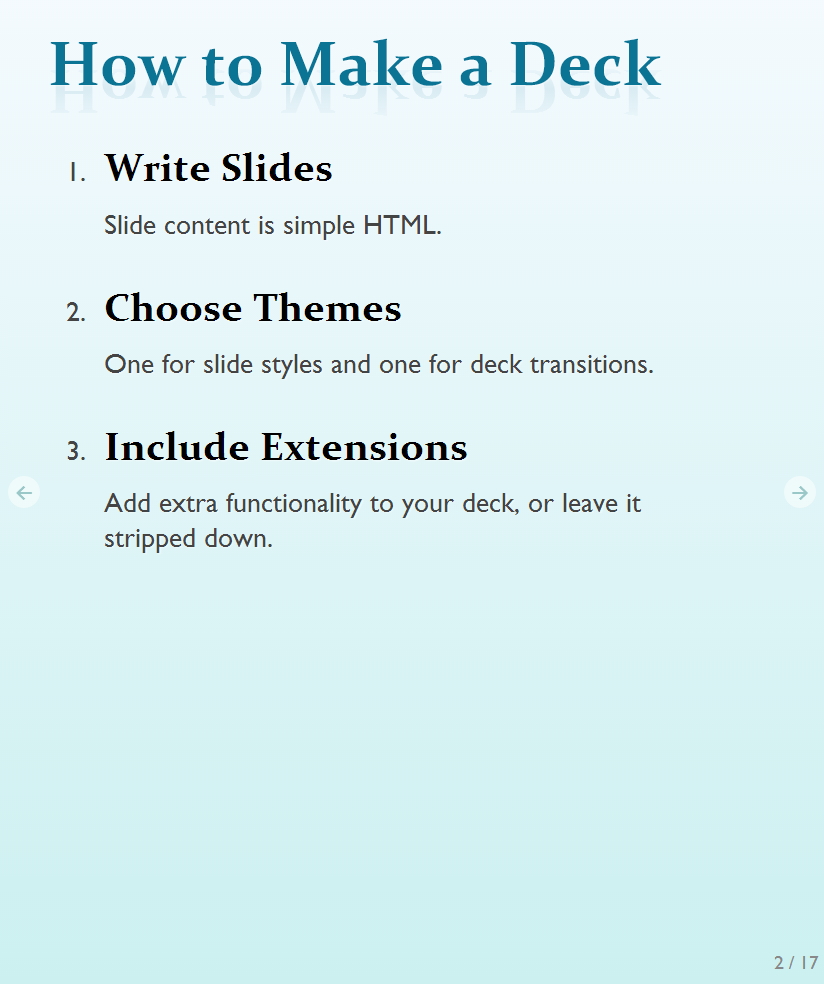 How to Make a Deck
1. Write Slides
Slide content is simple HTML.
2. Choose Themes
One for slide styles and one for deck transitions.
3. Include Extensions
Add extra functionality to your deck, or leave it
stripped down.
2 / 17